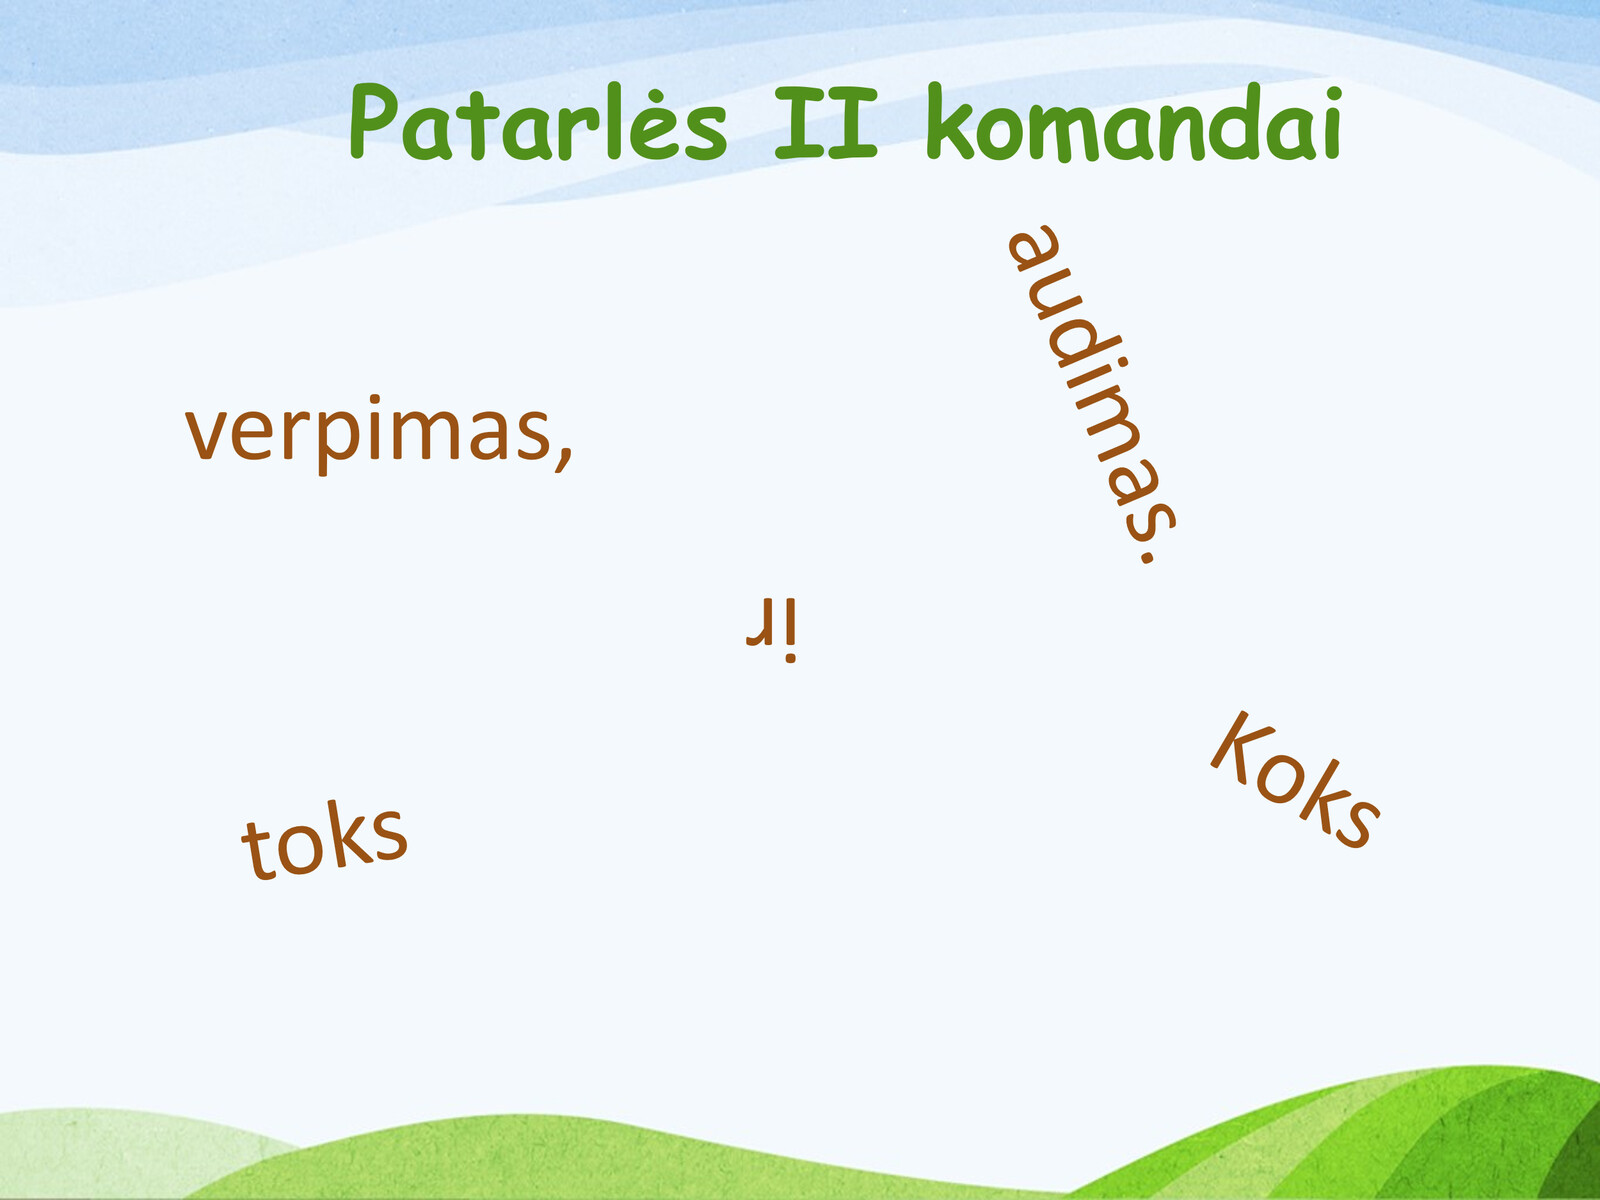 Patarlės II komandai
audimas.
verpimas,
ir
Koks
toks